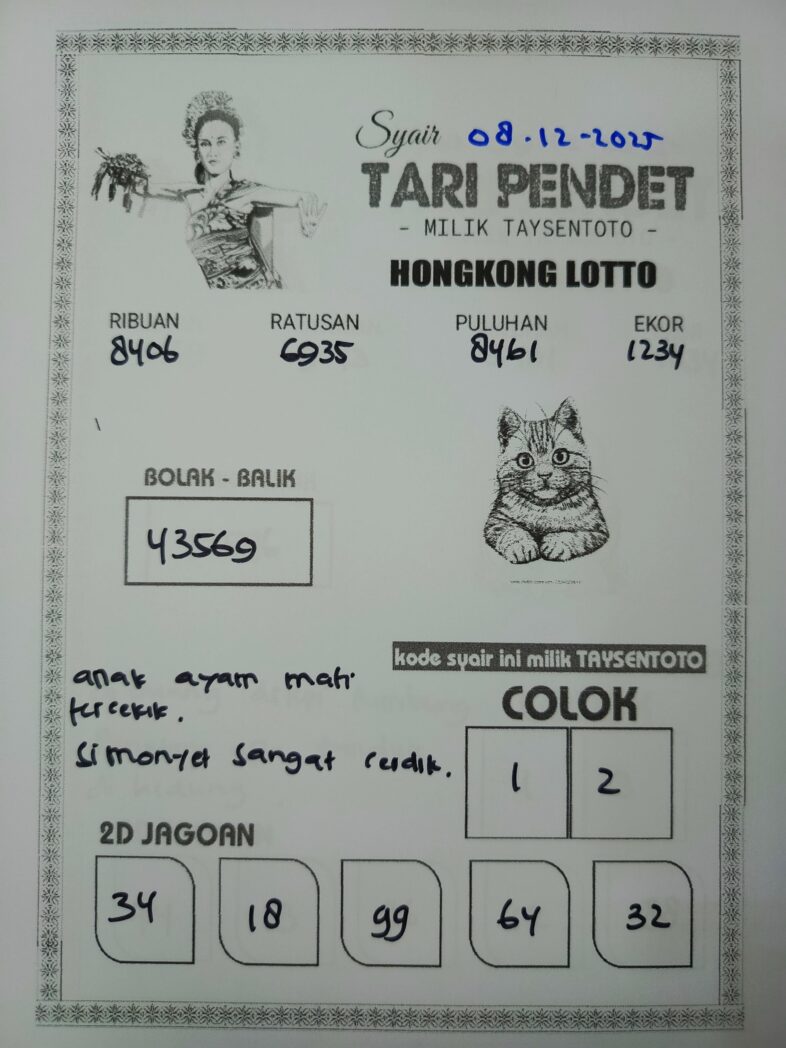 Syair 08.12-2025
TARI PENDET
- MILIK TAYSENTOTO -
HONGKONG LOTTO
RIBUAN RATUSAN PULUHAN EKOR
8406 6935 8461 1234
BOLAK - BALIK
43569
kode syair ini milik TAYSENTOTO
anak ayam mati
tercekik.
simonyet sangat cerdik.
COLOK
1 2
2D JAGOAN
34 18 99 64 32